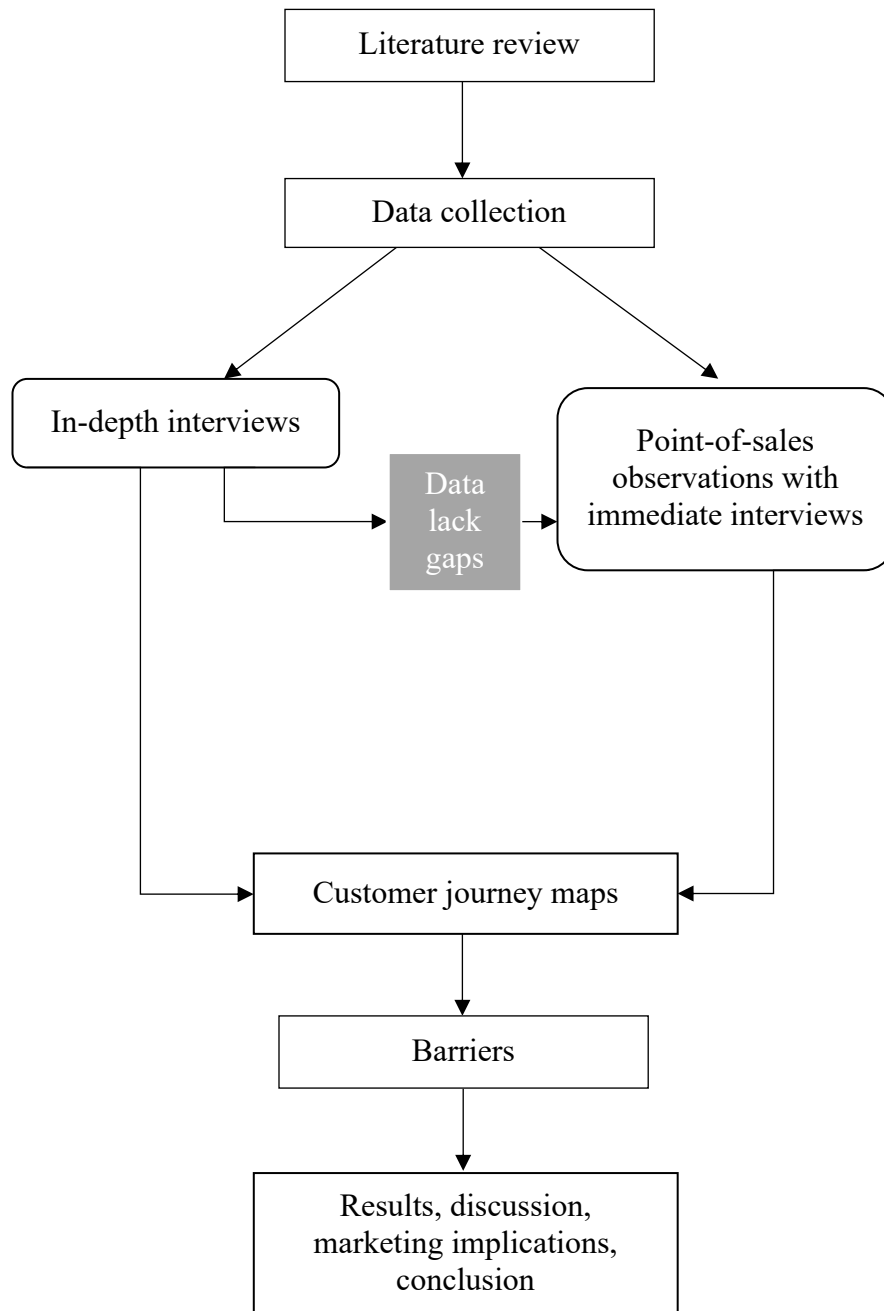 Literature review
Data collection
In-depth interviews
Data
lack
gaps
Point-of-sales
observations with
immediate interviews
Customer journey maps
Barriers
Results, discussion,
marketing implications,
conclusion